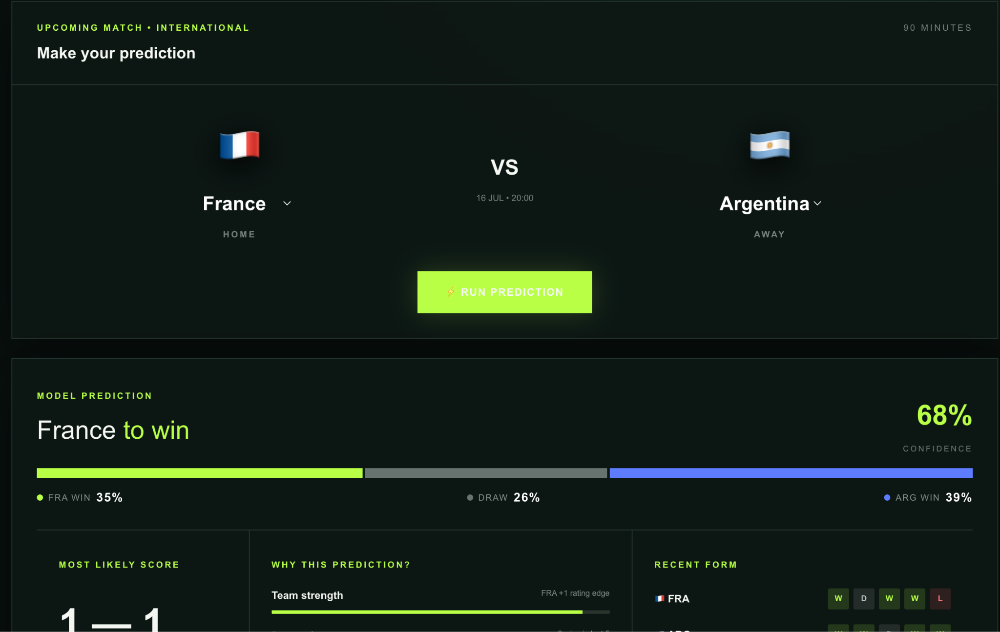 UPCOMING MATCH • INTERNATIONAL
90 MINUTES
Make your prediction
VS
16 JUL • 20:00
France
HOME
Argentina
AWAY
⚡ RUN PREDICTION
MODEL PREDICTION
France to win
68%
CONFIDENCE
FRA WIN 35%
DRAW 26%
ARG WIN 39%
MOST LIKELY SCORE
1 — 1
WHY THIS PREDICTION?
Team strength
FRA +1 rating edge
RECENT FORM
FRA
W D W W L